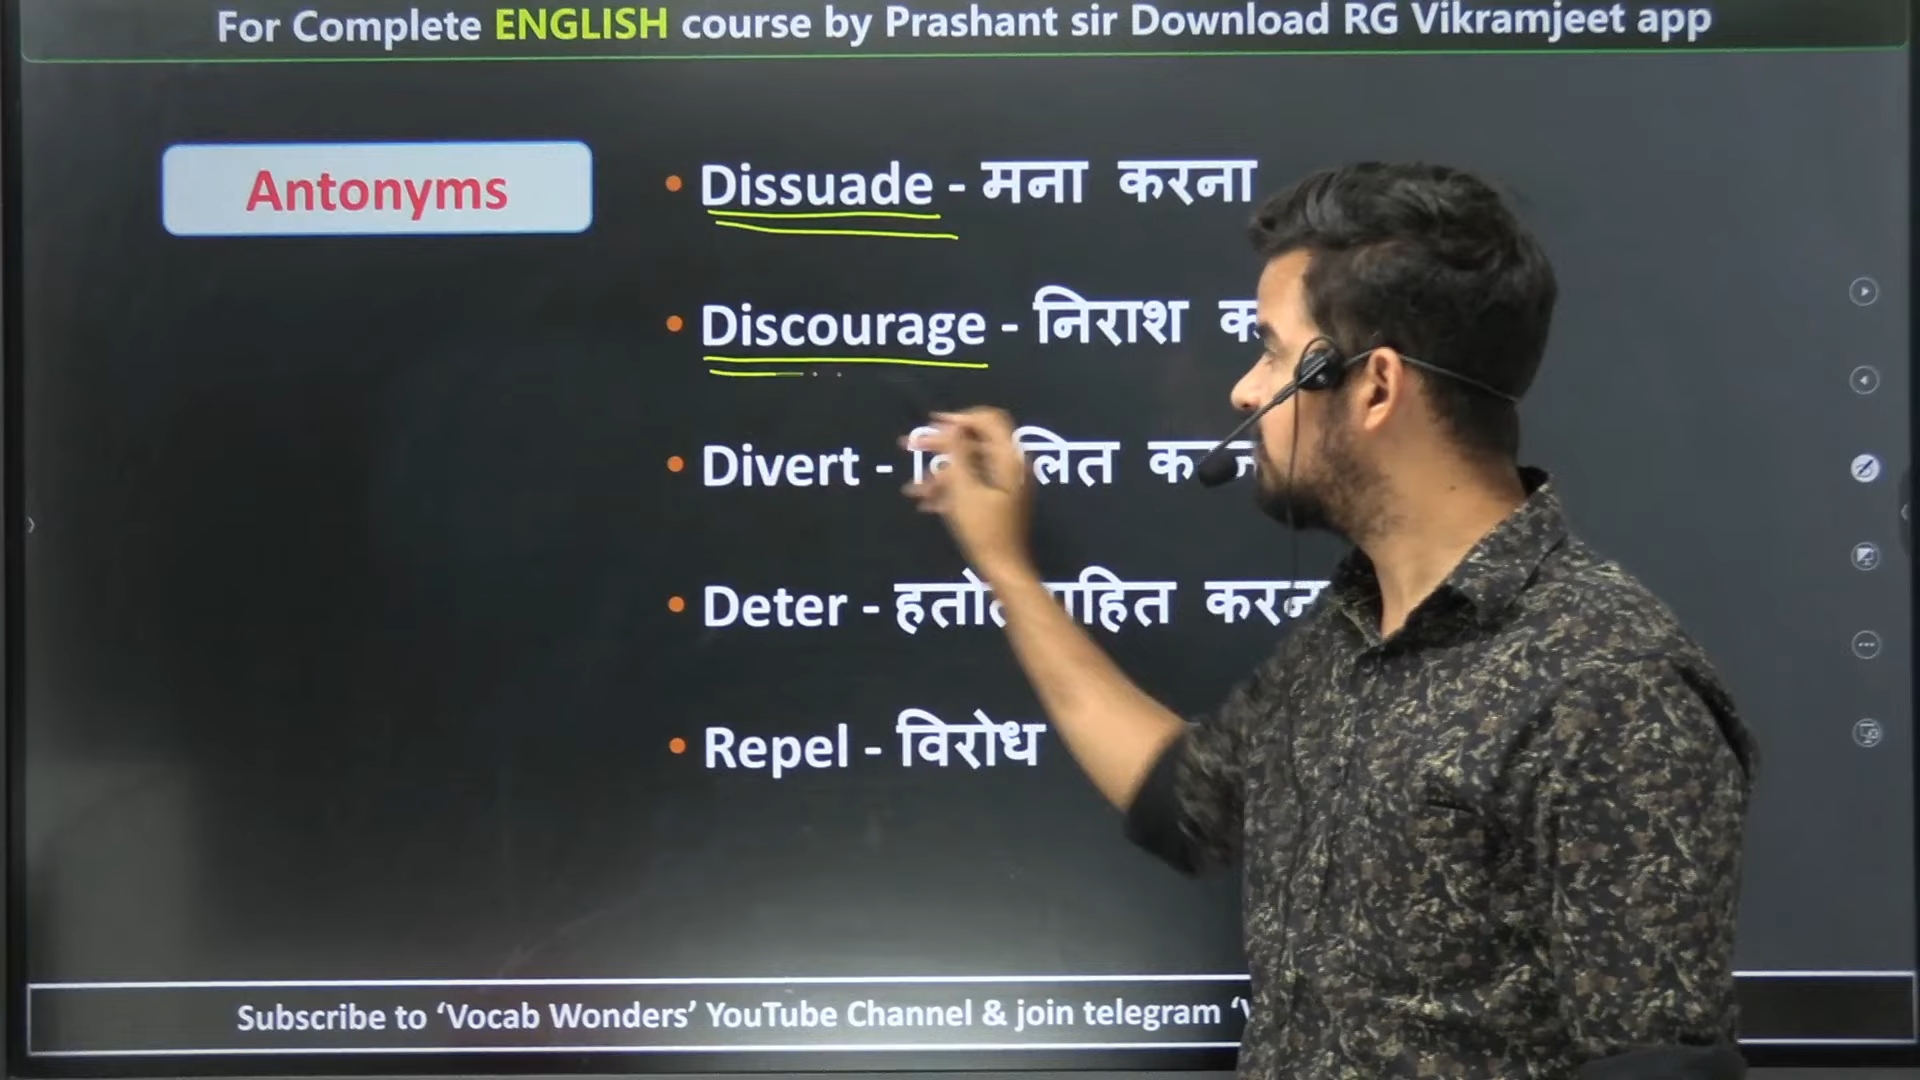 For Complete ENGLISH course by Prashant sir Download RG Vikramjeet app
Antonyms
• Dissuade - मना करना
• Discourage - निराश
• Divert -
• Deter - करना
• Repel - विरोध
Subscribe to ‘Vocab Wonders’ YouTube Channel & join telegram ‘